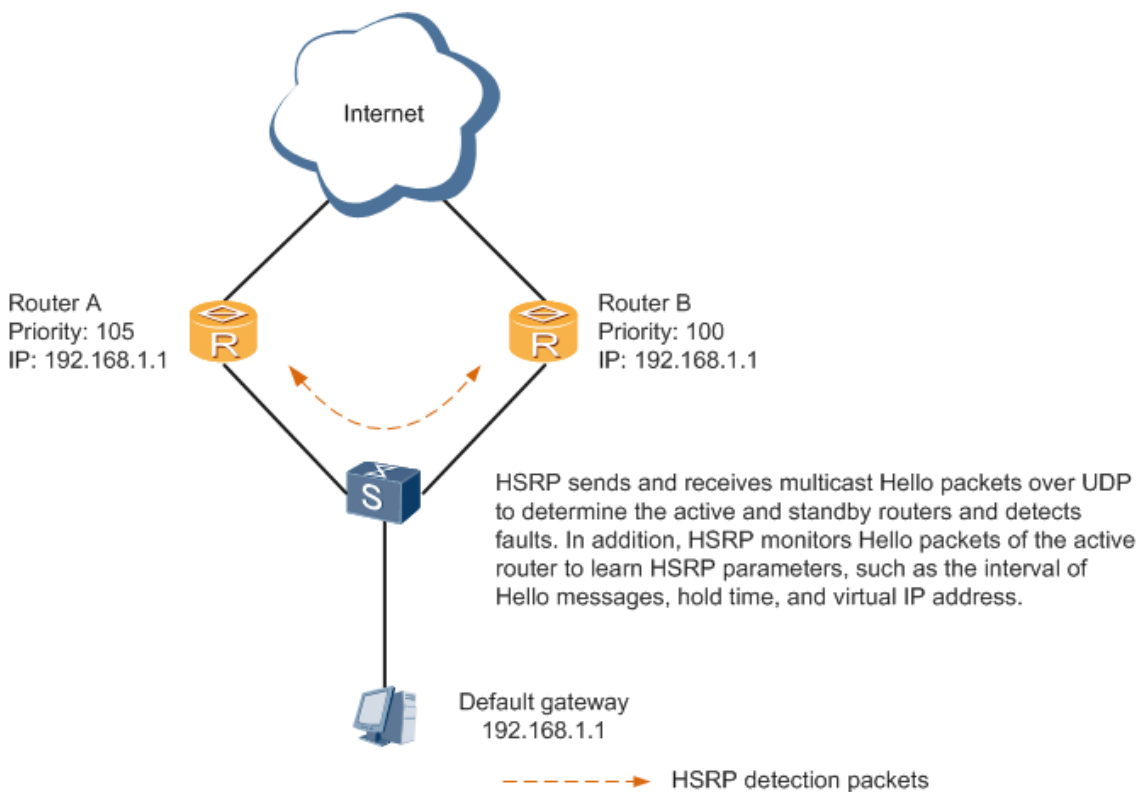 Internet
Router A
Priority: 105
IP: 192.168.1.1
R
Router B
Priority: 100
IP: 192.168.1.1
R
S
HSRP sends and receives multicast Hello packets over UDP
to determine the active and standby routers and detects
faults. In addition, HSRP monitors Hello packets of the active
router to learn HSRP parameters, such as the interval of
Hello messages, hold time, and virtual IP address.
Default gateway
192.168.1.1
HSRP detection packets